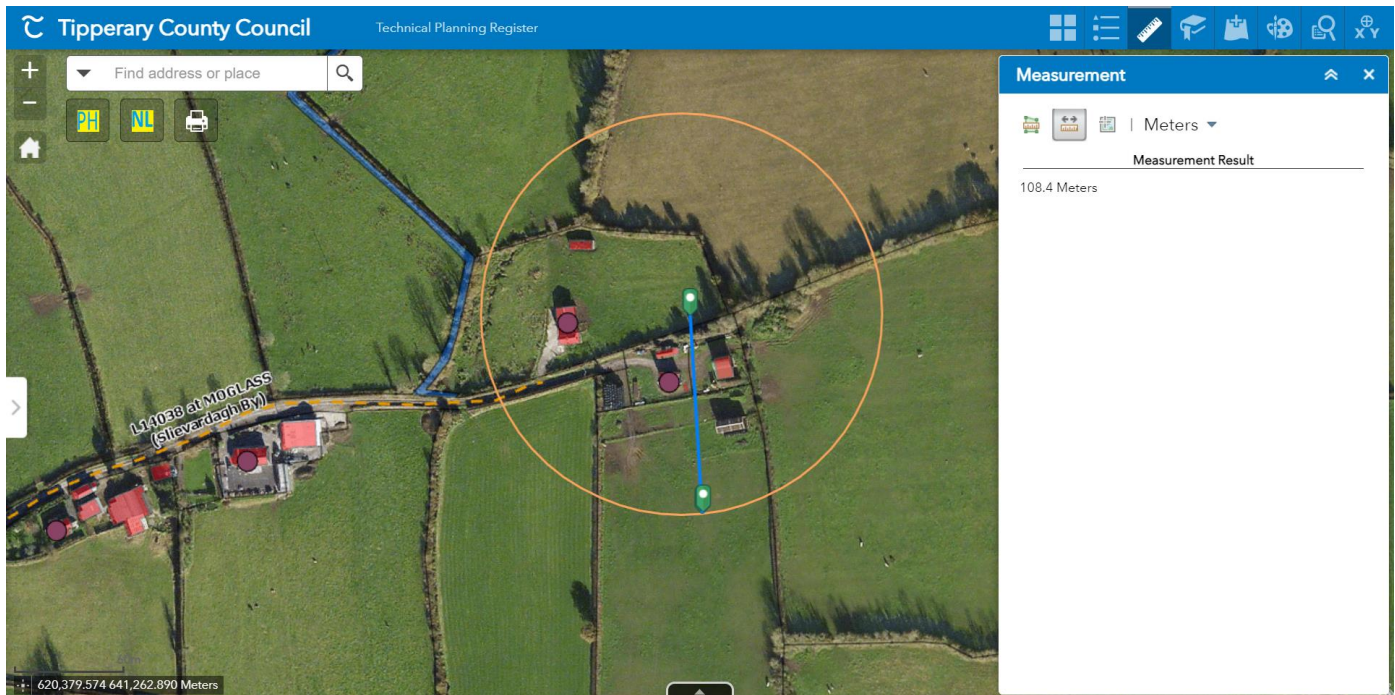 Tipperary County Council
Technical Planning Register
Find address or place
PH
NL
X Y
Measurement
Meters
Measurement Result
108.4 Meters
L14038 at MOGLASS
(Slievardagh By)
620,379.574 641,262.890 Meters